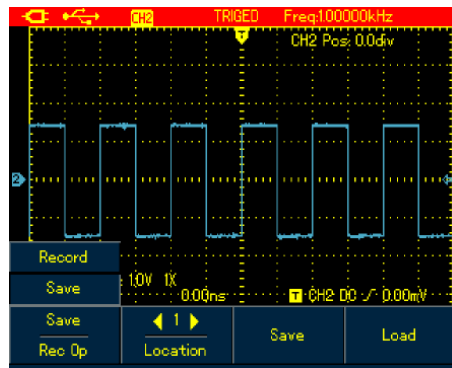 CH2 TRIGED Freq:1.00000kHz
T
CH2 Pos: 0.0div
2
Record
Save
1.0V 1X
0.00ns
T CH2 DC 0.00mV
Save 1 Save Load
Rec Op Location